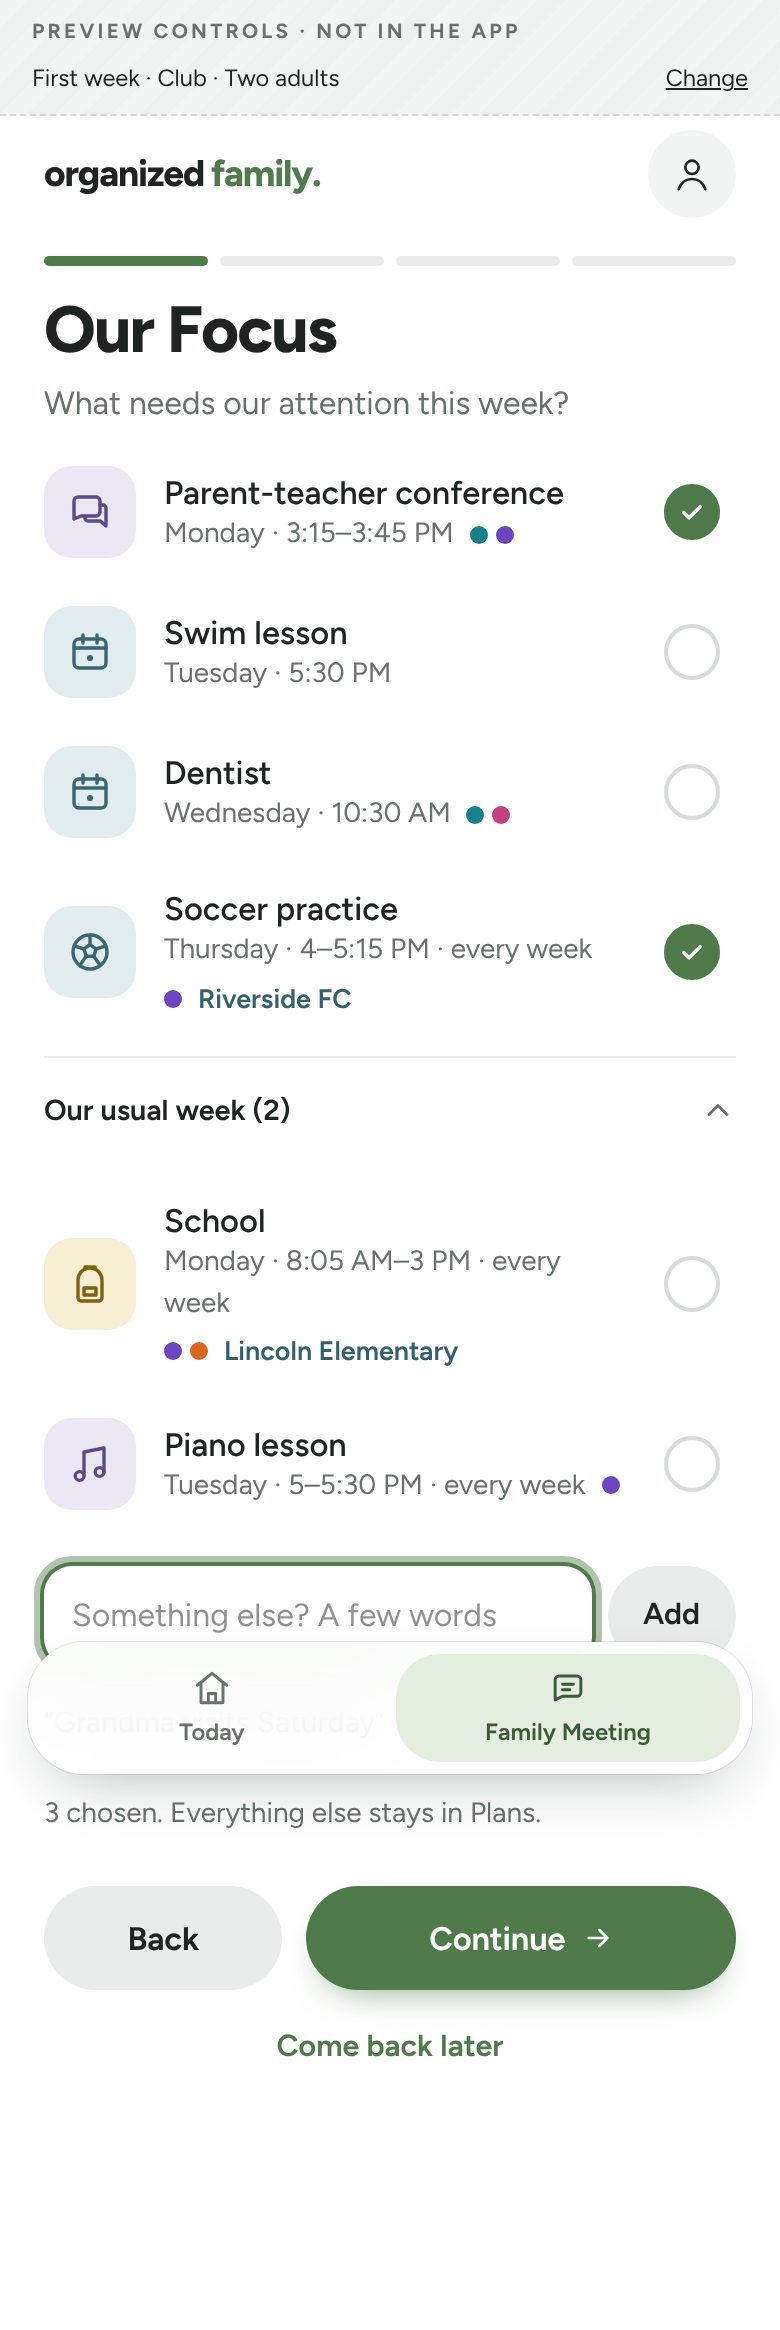 PREVIEW CONTROLS · NOT IN THE APP
First week · Club · Two adults
Change
organized family.
Our Focus
What needs our attention this week?
Parent-teacher conference
Monday · 3:15–3:45 PM
Swim lesson
Tuesday · 5:30 PM
Dentist
Wednesday · 10:30 AM
Soccer practice
Thursday · 4–5:15 PM · every week
Riverside FC
Our usual week (2)
School
Monday · 8:05 AM–3 PM · every
week
Lincoln Elementary
Piano lesson
Tuesday · 5–5:30 PM · every week
Something else? A few words
Add
"Grandma visits Saturday"
Today
Family Meeting
3 chosen. Everything else stays in Plans.
Back
Continue
Come back later